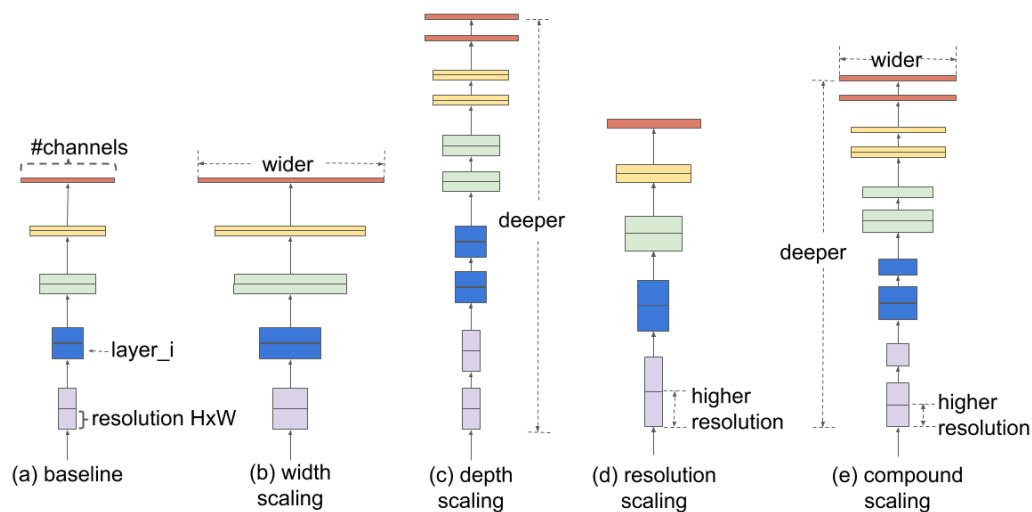 #channels
layer_i
resolution HxW
(a) baseline
wider
(b) width
scaling
deeper
(c) depth
scaling
higher
resolution
(d) resolution
scaling
wider
deeper
higher
resolution
(e) compound
scaling